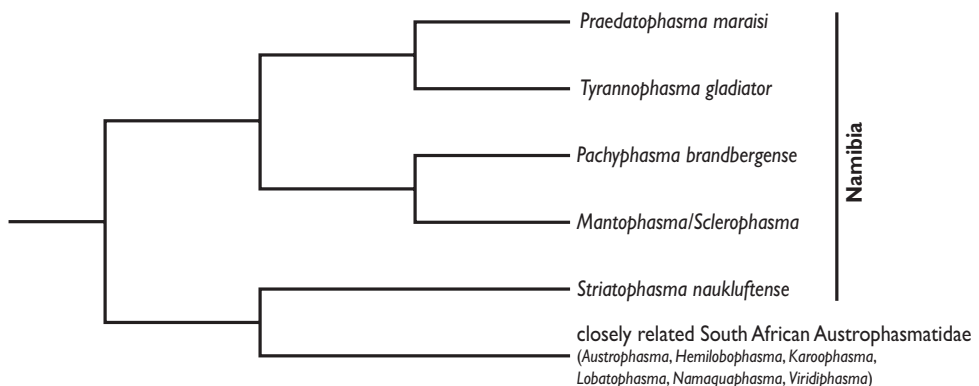 Praedatophasma maraisi
Tyrannophasma gladiator
Pachyphasma brandbergense
Mantophasma/Sclerophasma
Striatophasma naukluftense
closely related South African Austrophasmatidae
(Austrophasma, Hemilobophasma, Karoophasma,
Lobatophasma, Namaquaphasma, Viridiphasma)
Namibia